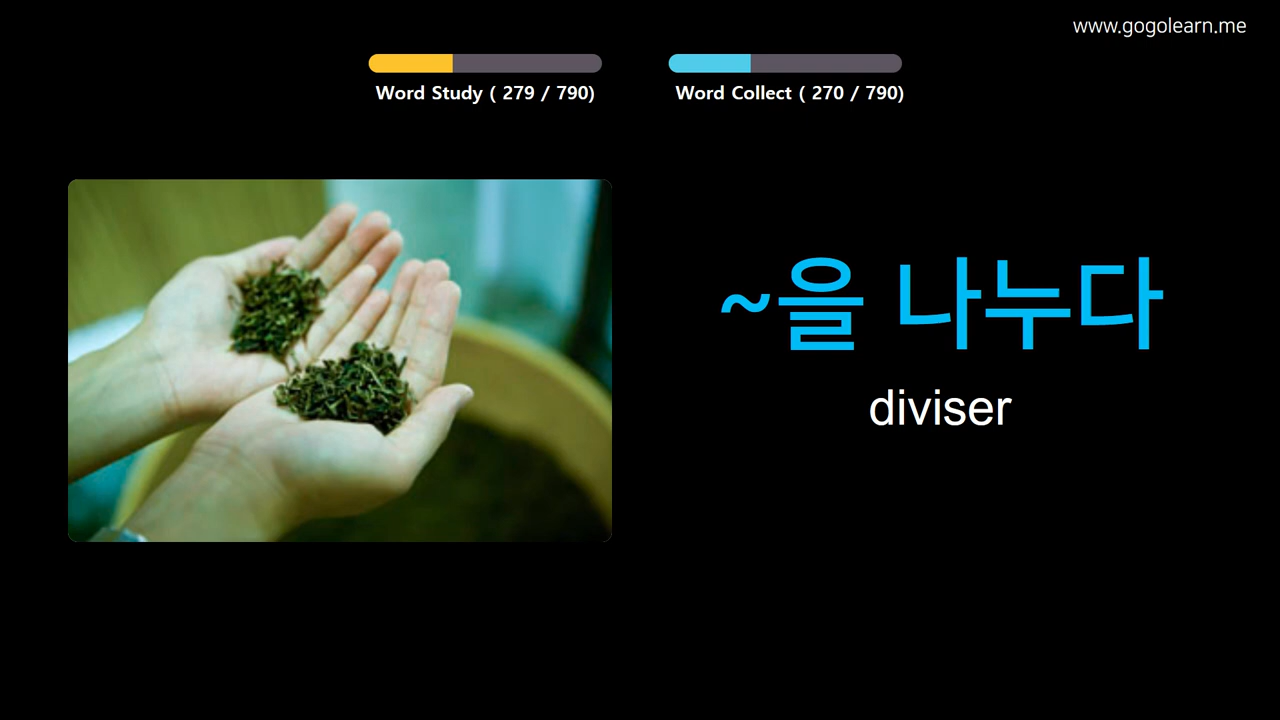 www.gogolearn.me
Word Study ( 279 / 790)
Word Collect ( 270 / 790)
~을 나누다
diviser